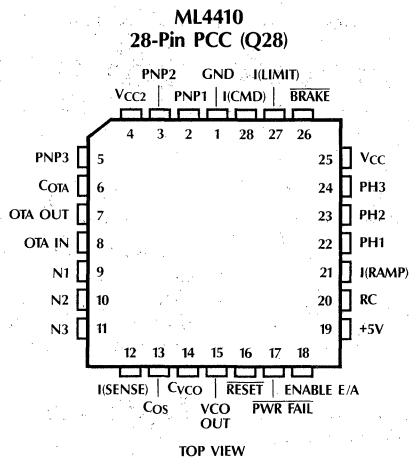 ML4410
28-Pin PCC (Q28)
PNP2 GND I(LIMIT)
VCC2 PNP1 I(CMD) BRAKE
4 3 2 1 28 27 26
PNP3 5 25 VCC
COTA 6 24 PH3
OTA OUT 7 23 PH2
OTA IN 8 22 PH1
N1 9 21 I(RAMP)
N2 10 20 RC
N3 11 19 +5V
12 13 14 15 16 17 18
I(SENSE) CVCO RESET ENABLE E/A
COS VCO PWR FAIL
OUT
TOP VIEW